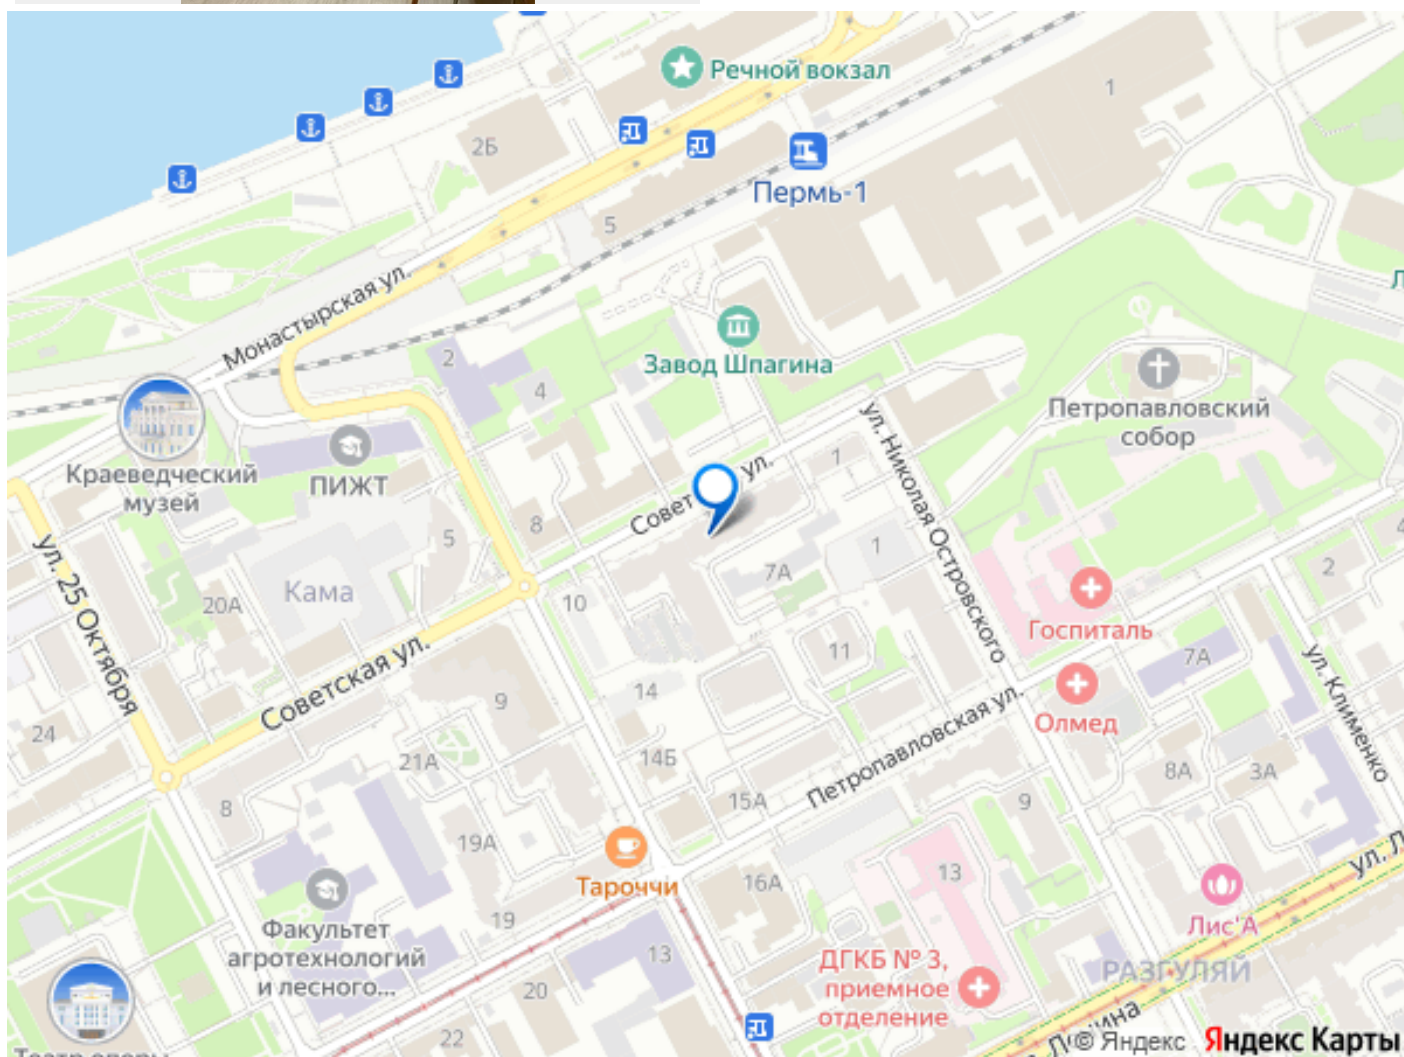 Речной вокзал
1
2Б
Пермь-1
5
Монастырская ул.
2
4
Завод Шпагина
Петропавловский
собор
Краеведческий
музей
ПИЖТ
ул. Николая Островского
1
Совет
ул.
8
5
1
7А
ул. 25 Октября
20А
Кама
10
Госпиталь
2
Советская ул.
11
7А
ул. Клименко
14
9
Олмед
24
Петропавловская ул.
14Б
21А
8А
3А
8
15А
9
19А
Тароччи
16А
13
ул. Л
Лис'А
Факультет
агротехнологий
и лесного...
19
13
ДГКБ № 3,
приемное
отделение
РАЗГУЛЯЙ
20
22
© Яндекс Яндекс Карты